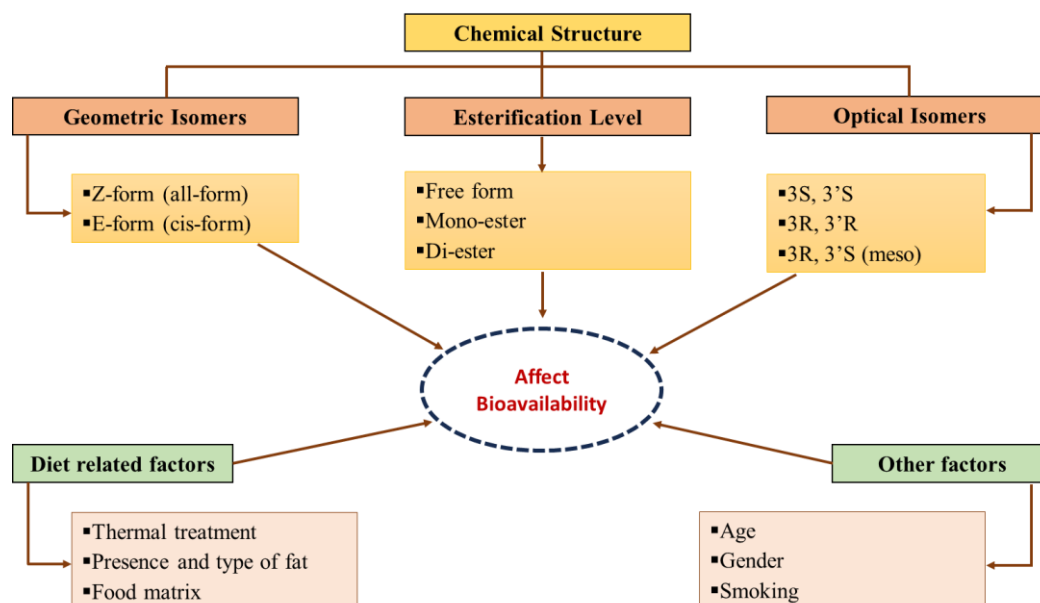 Chemical Structure
Geometric Isomers
Esterification Level
Optical Isomers
▪Z-form (all-form)
▪E-form (cis-form)
▪Free form
▪Mono-ester
▪Di-ester
▪3S, 3’S
▪3R, 3’R
▪3R, 3’S (meso)
Affect
Bioavailability
Diet related factors
Other factors
▪Thermal treatment
▪Presence and type of fat
▪Food matrix
▪Age
▪Gender
▪Smoking